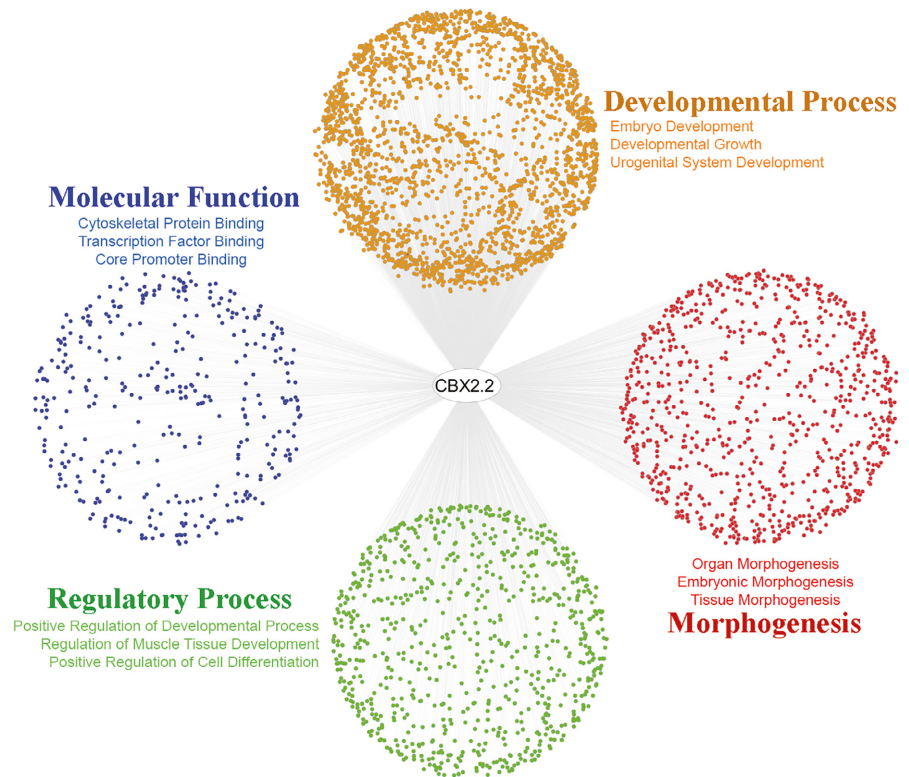 Developmental Process
Embryo Development
Developmental Growth
Urogenital System Development
Molecular Function
Cytoskeletal Protein Binding
Transcription Factor Binding
Core Promoter Binding
CBX2.2
Organ Morphogenesis
Embryonic Morphogenesis
Tissue Morphogenesis
Morphogenesis
Regulatory Process
Positive Regulation of Developmental Process
Regulation of Muscle Tissue Development
Positive Regulation of Cell Differentiation